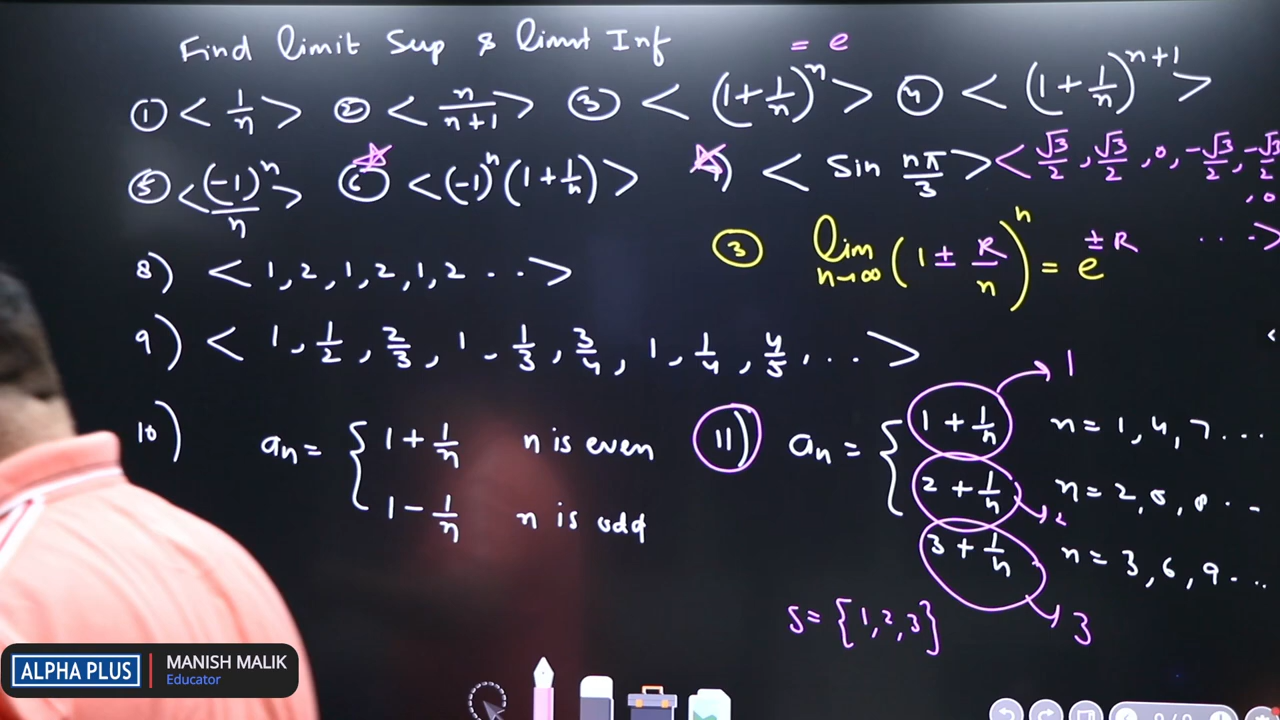 Find limit Sup & limit Inf
= e
① < 1/n > ② < n/n+1 > ③ < (1+1/n)^n > ④ < (1+1/n)^n+1 >
⑤ < (-1)^n/n > ⑥ < (-1)^n (1+1/n) > 7) < Sin nπ/3 > < √3/2, √3/2, 0, -√3/2, -√3/2, 0 ... >
③ lim n→∞ (1 ± R/n)^n = e^±R
8) < 1, 2, 1, 2, 1, 2 ... >
9) < 1, 1/2, 2/3, 1, 1/3, 3/4, 1, 1/4, 4/5, ... >
10) an = { 1+1/n n is even
1-1/n n is odd
11) an = { 1+1/n n=1,4,7... → 1
2+1/n n=2,5,8... → 2
3+1/n n=3,6,9... → 3
S={1,2,3}
ALPHA PLUS | MANISH MALIK
Educator